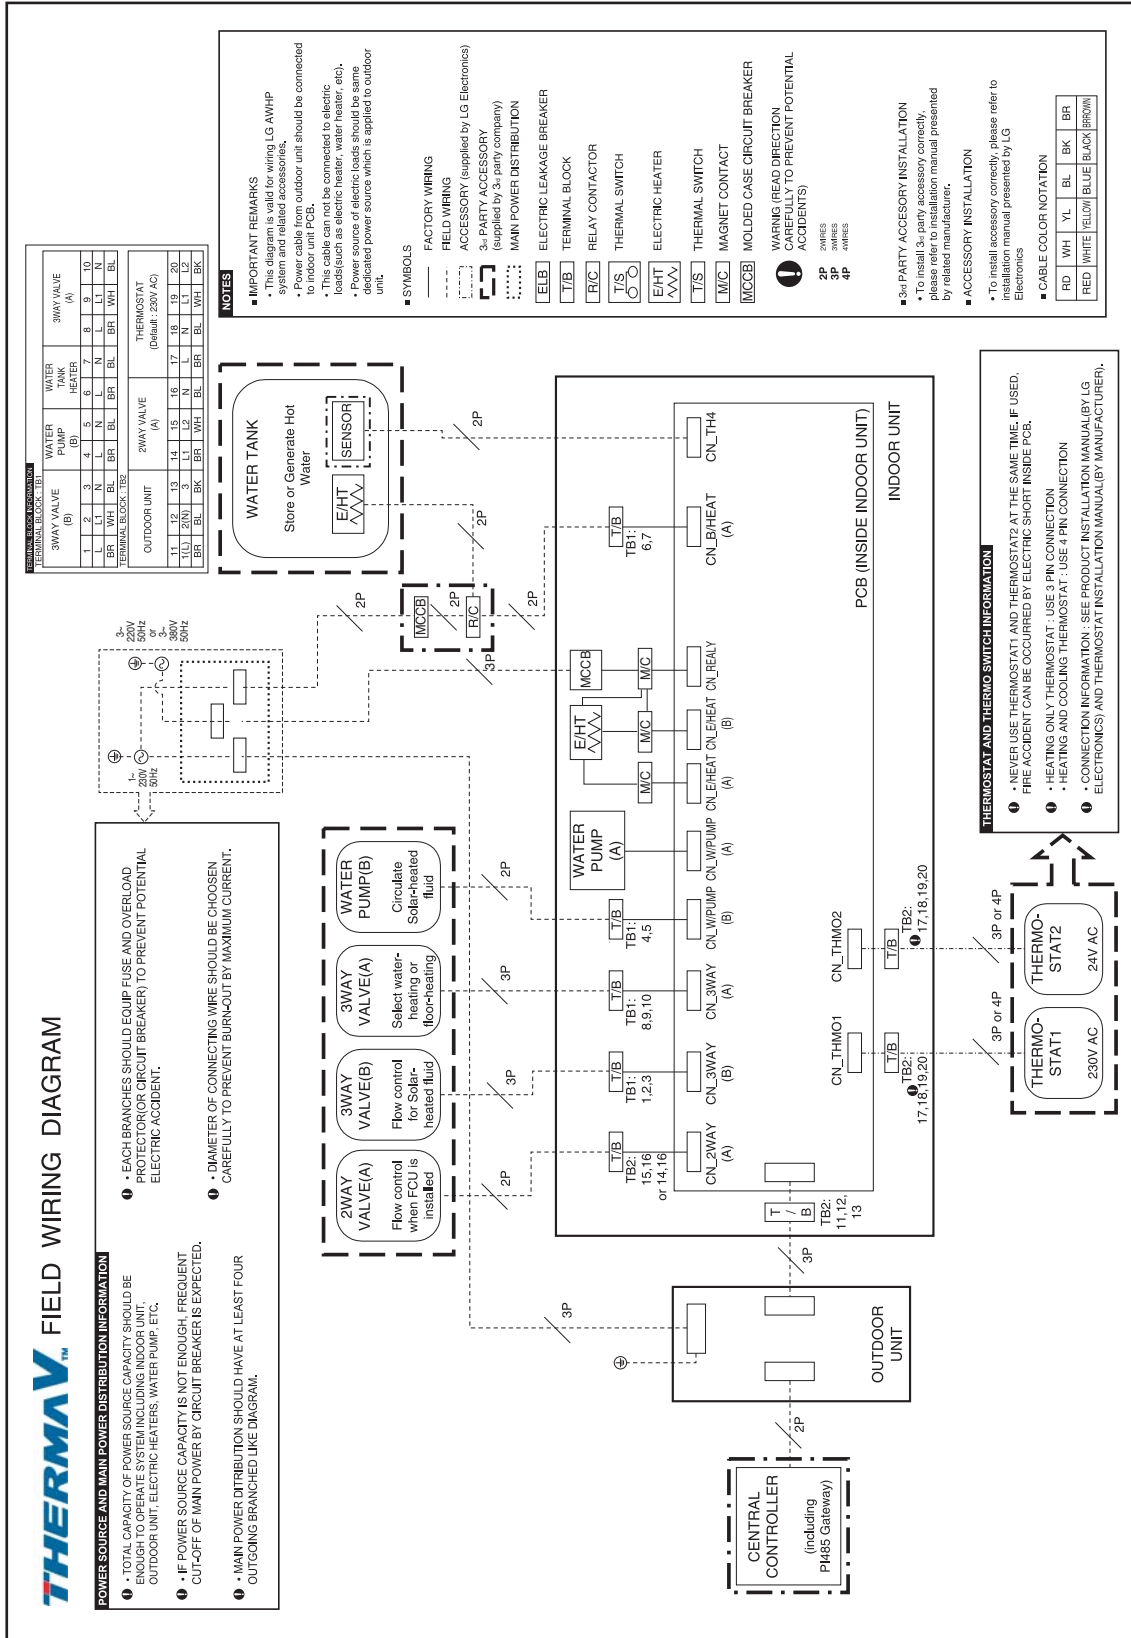 THERMAV™ FIELD WIRING DIAGRAM
POWER SOURCE AND MAIN POWER DISTRIBUTION INFORMATION
• TOTAL CAPACITY OF POWER SOURCE CAPACITY SHOULD BE
ENOUGH TO OPERATE SYSTEM INCLUDING INDOOR UNIT,
OUTDOOR UNIT, ELECTRIC HEATERS, WATER PUMP, ETC.
• IF POWER SOURCE CAPACITY IS NOT ENOUGH, FREQUENT
CUT-OFF OF MAIN POWER BY CIRCUIT BREAKER IS EXPECTED.
• MAIN POWER DITRIBUTION SHOULD HAVE AT LEAST FOUR
OUTGOING BRANCHED LIKE DIAGRAM.
• EACH BRANCHES SHOULD EQUIP FUSE AND OVERLOAD
PROTECTOR(OR CIRCUIT BREAKER) TO PREVENT POTENTIAL
ELECTRIC ACCIDENT.
• DIAMETER OF CONNECTING WIRE SHOULD BE CHOOSEN
CAREFULLY TO PREVENT BURN-OUT BY MAXIMUM CURRENT.
1~
230V
50Hz
3~
220V
50Hz
or
3~
380V
50Hz
TERMINAL BLOCK INFORMATION
TERMINAL BLOCK : TB1
3WAY VALVE (B) WATER PUMP (B) WATER TANK HEATER 3WAY VALVE (A)
1 2 3 4 5 6 7 8 9 10
L L1 N L N L N L L1 N
BR WH BL BR BL BR BL BR WH BL
TERMINAL BLOCK : TB2
OUTDOOR UNIT 2WAY VALVE (A) THERMOSTAT (Default : 230V AC)
11 12 13 14 15 16 17 18 19 20
1(L) 2(N) 3 L1 L2 N L N L1 L2
BR BL BK BR WH BL BR BL WH BK
2WAY
VALVE(A)
Flow control
when FCU is
installed
3WAY
VALVE(B)
Flow control
for Solar-
heated fluid
3WAY
VALVE(A)
Select water-
heating or
floor-heating
WATER
PUMP(B)
Circulate
Solar-heated
fluid
2P
3P
3P
2P
3P
3P
MCCB
2P
R/C
2P
2P
2P
2P
WATER TANK
Store or Generate Hot
Water
E/HT
SENSOR
T/B
TB2:
15,16
or 14,16
CN_2WAY
(A)
T/B
TB1:
1,2,3
CN_3WAY
(B)
T/B
TB1:
8,9,10
CN_3WAY
(A)
T/B
TB1:
4,5
CN_W/PUMP
(B)
WATER
PUMP
(A)
CN_W/PUMP
(A)
E/HT
MCCB
M/C
M/C
M/C
CN_E/HEAT
(A)
CN_E/HEAT
(B)
CN_REALY
T/B
TB1:
6,7
CN_B/HEAT
(A)
CN_TH4
PCB (INSIDE INDOOR UNIT)
INDOOR UNIT
T / B
TB2:
11,12,
13
3P
OUTDOOR
UNIT
2P
CENTRAL
CONTROLLER
(including
PI485 Gateway)
CN_THMO1
T/B
TB2:
17,18,19,20
CN_THMO2
T/B
TB2:
17,18,19,20
3P or 4P
3P or 4P
THERMO-
STAT1
230V AC
THERMO-
STAT2
24V AC
THERMOSTAT AND THERMO SWITCH INFORMATION
• NEVER USE THERMOSTAT1 AND THERMOSTAT2 AT THE SAME TIME. IF USED,
FIRE ACCIDENT CAN BE OCCURRED BY ELECTRIC SHORT INSIDE PCB.
• HEATING ONLY THERMOSTAT : USE 3 PIN CONNECTION
• HEATING AND COOLING THERMOSTAT : USE 4 PIN CONNECTION
• CONNECTION INFORMATION : SEE PRODUCT INSTALLATION MANUAL(BY LG
ELECTRONICS) AND THERMOSTAT INSTALLATION MANUAL(BY MANUFACTURER).
NOTES
■ IMPORTANT REMARKS
• This diagram is valid for wiring LG AWHP
system and related accessories.
• Power cable from outdoor unit should be connected
to indoor unit PCB.
• This cable can not be connected to electric
loads(such as electric heater, water heater, etc).
• Power source of electric loads should be same
dedicated power source which is applied to outdoor
unit.
■ SYMBOLS
FACTORY WIRING
FIELD WIRING
ACCESSORY (supplied by LG Electronics)
3rd PARTY ACCESSORY
(supplied by 3rd party company)
MAIN POWER DISTRIBUTION
ELB ELECTRIC LEAKAGE BREAKER
T/B TERMINAL BLOCK
R/C RELAY CONTACTOR
T/S THERMAL SWITCH
E/HT ELECTRIC HEATER
T/S THERMAL SWITCH
M/C MAGNET CONTACT
MCCB MOLDED CASE CIRCUIT BREAKER
WARNING (READ DIRECTION
CAREFULLY TO PREVENT POTENTIAL
ACCIDENTS)
2P 2WIRES
3P 3WIRES
4P 4WIRES
■ 3rd PARTY ACCESORY INSTALLATION
• To install 3rd party accessory correctly,
please refer to installation manual presented
by related manufacturer.
■ ACCESSORY INSTALLATION
• To install accessory correctly, please refer to
installation manual presented by LG
Electronics
■ CABLE COLOR NOTATION
RD WH YL BL BK BR
RED WHITE YELLOW BLUE BLACK BRROWN